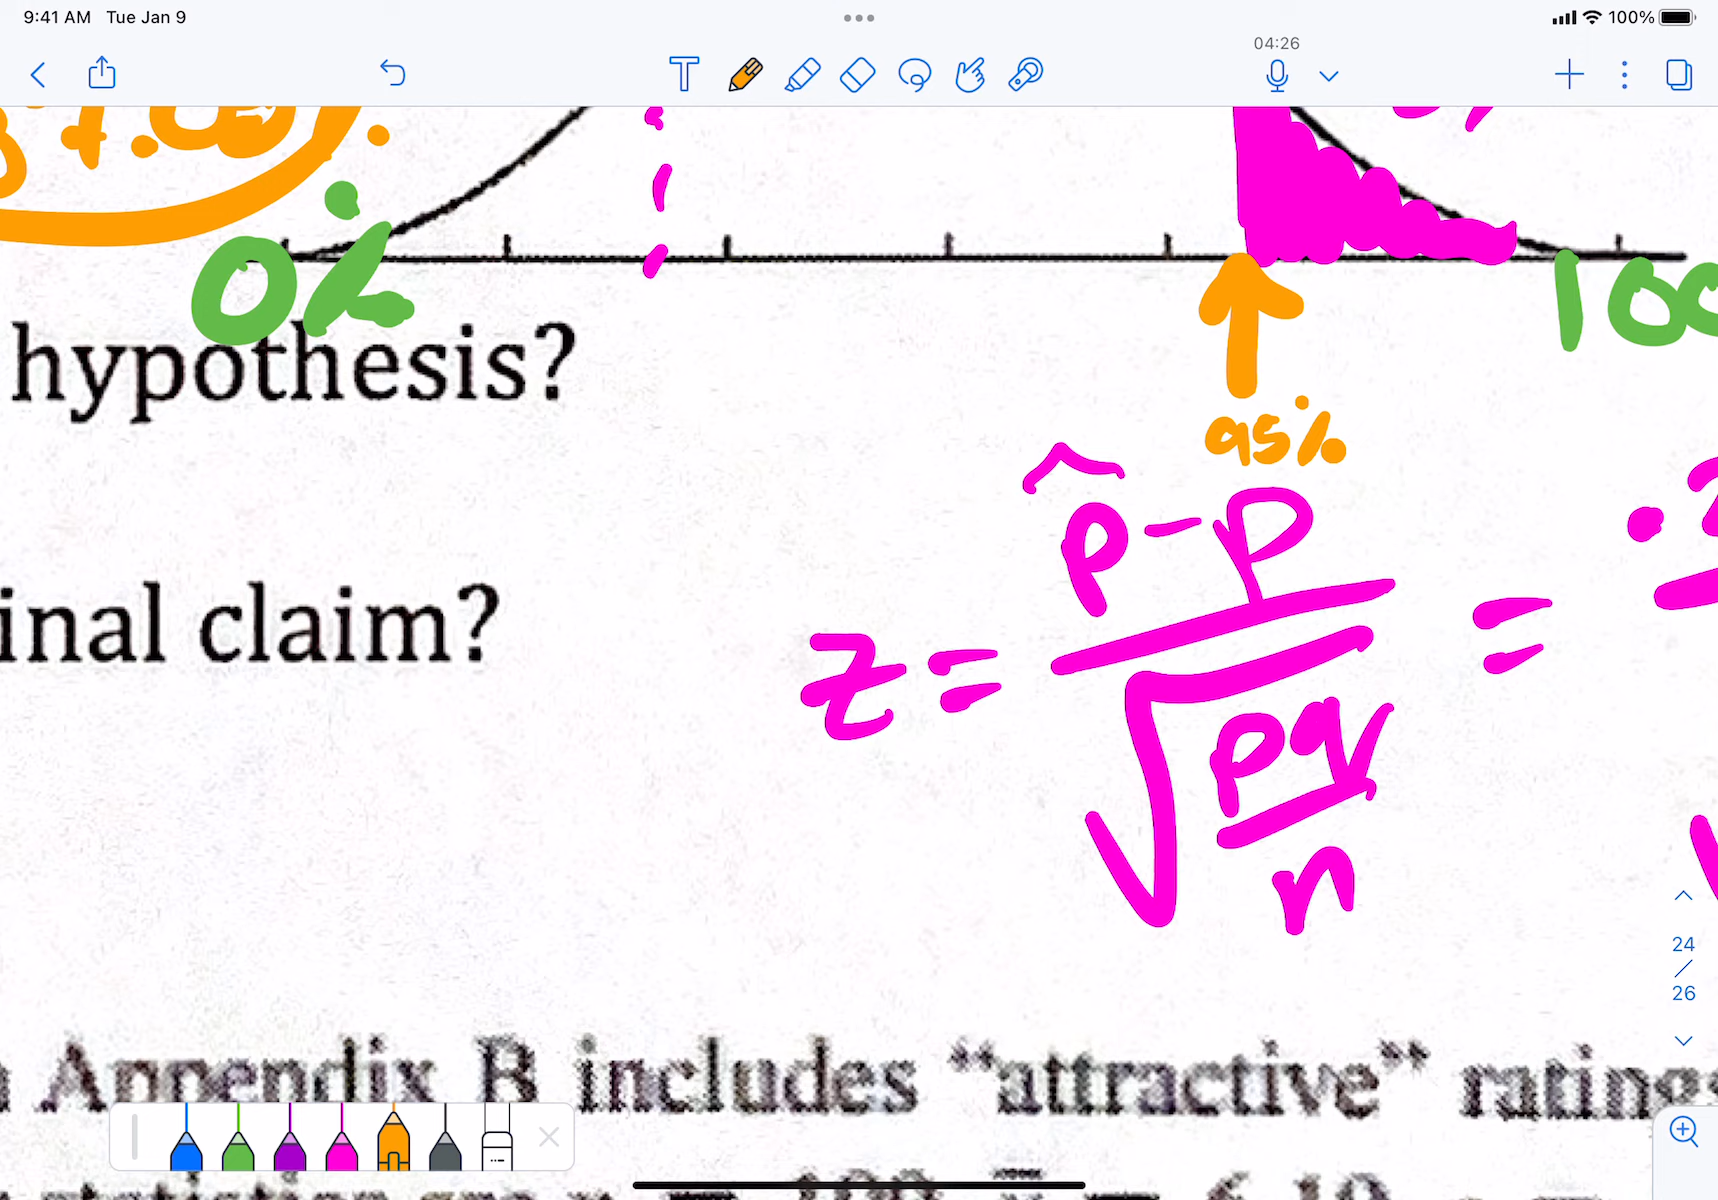 9:41 AM Tue Jan 9
100%
04:26
0%
100
hypothesis?
95%
inal claim?
z = p̂ - p / √ pq / n =
24
/
26
Appendix B includes “attractive” ratings